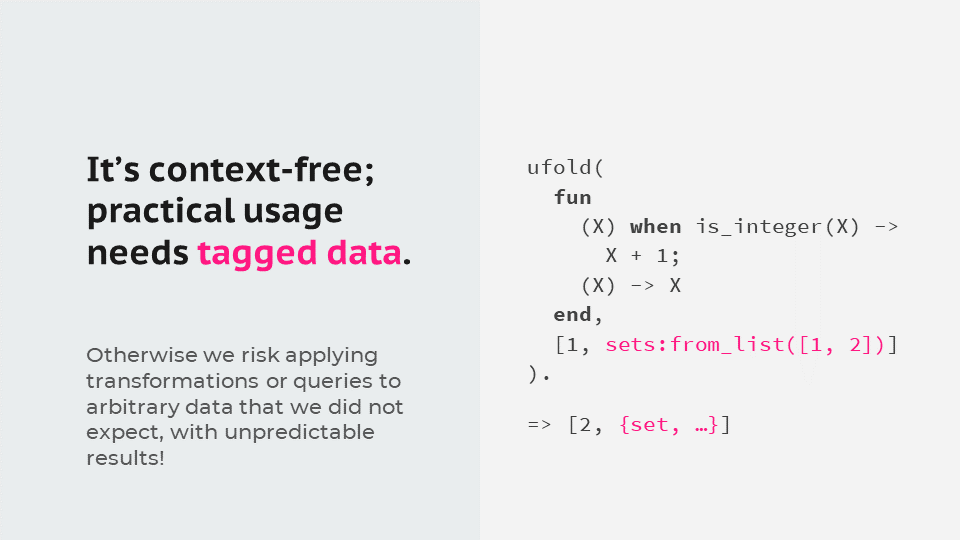 It’s context-free;
practical usage
needs tagged data.
Otherwise we risk applying
transformations or queries to
arbitrary data that we did not
expect, with unpredictable
results!
ufold(
  fun
    (X) when is_integer(X) ->
      X + 1;
    (X) -> X
  end,
  [1, sets:from_list([1, 2])]
).
=> [2, {set, …}]